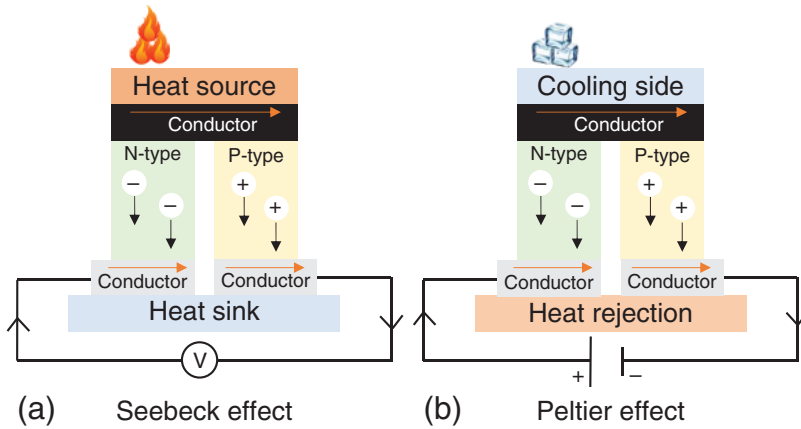 Heat source
Conductor
N-type
P-type
−
−
+
+
Conductor
Conductor
Heat sink
V
(a)
Seebeck effect
Cooling side
Conductor
N-type
P-type
−
−
+
+
Conductor
Conductor
Heat rejection
+
−
(b)
Peltier effect